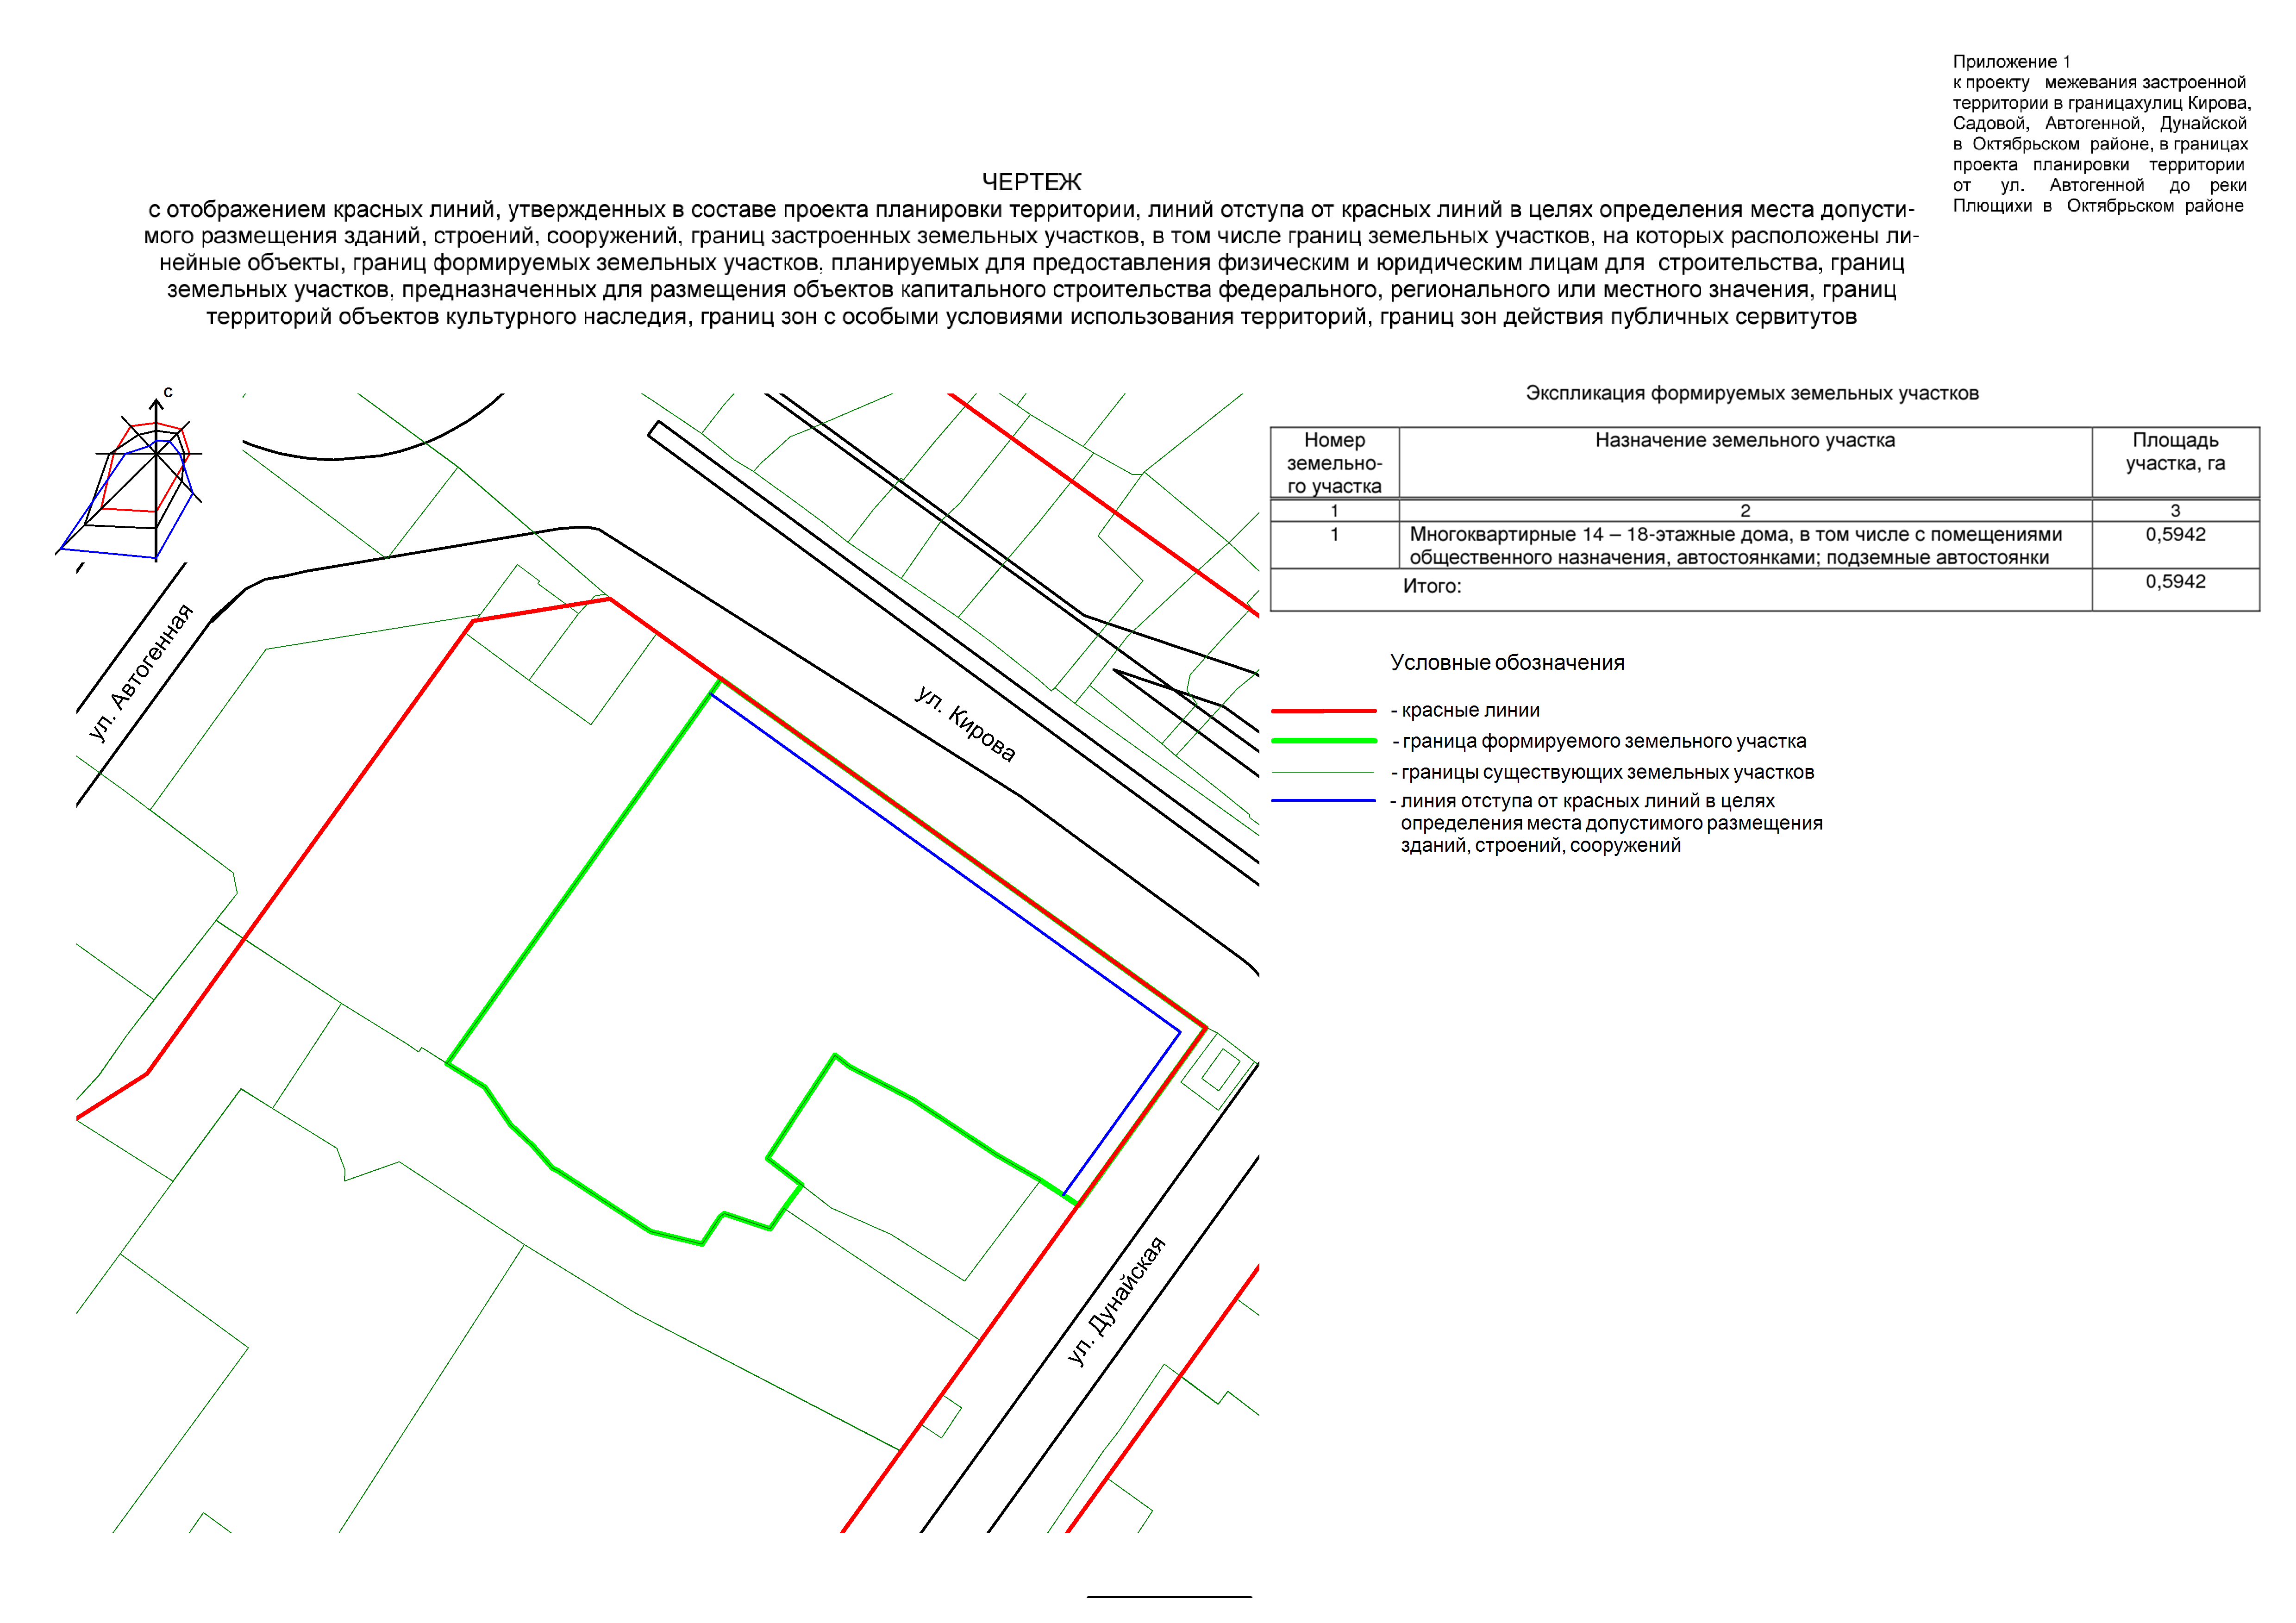 Приложение 1
к проекту межевания застроенной
территории в границахулиц Кирова,
Садовой, Автогенной, Дунайской
в Октябрьском районе, в границах
проекта планировки территории
от ул. Автогенной до реки
Плющихи в Октябрьском районе
ЧЕРТЕЖ
с отображением красных линий, утвержденных в составе проекта планировки территории, линий отступа от красных линий в целях определения места допусти-
мого размещения зданий, строений, сооружений, границ застроенных земельных участков, в том числе границ земельных участков, на которых расположены ли-
нейные объекты, границ формируемых земельных участков, планируемых для предоставления физическим и юридическим лицам для строительства, границ
земельных участков, предназначенных для размещения объектов капитального строительства федерального, регионального или местного значения, границ
территорий объектов культурного наследия, границ зон с особыми условиями использования территорий, границ зон действия публичных сервитутов
с
ул. Автогенная
ул. Кирова
ул. Дунайская
Экспликация формируемых земельных участков
Номер
земельно-
го участка
Назначение земельного участка
Площадь
участка, га
1 2 3
1
Многоквартирные 14 – 18-этажные дома, в том числе с помещениями
общественного назначения, автостоянками; подземные автостоянки
0,5942
Итого: 0,5942
Условные обозначения
- красные линии
- граница формируемого земельного участка
- границы существующих земельных участков
- линия отступа от красных линий в целях
определения места допустимого размещения
зданий, строений, сооружений